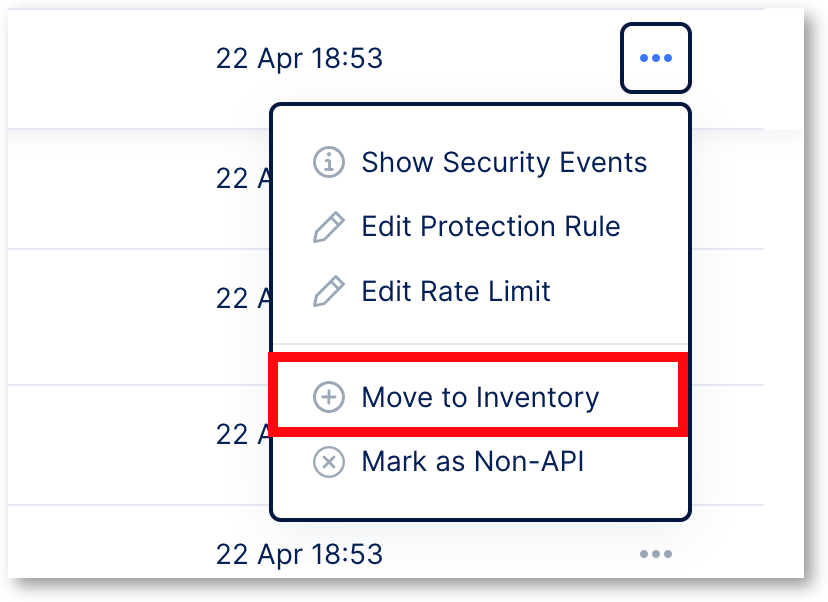 22 Apr 18:53
Show Security Events
22 A
Edit Protection Rule
Edit Rate Limit
22 A
Move to Inventory
22 A
Mark as Non-API
22 Apr 18:53